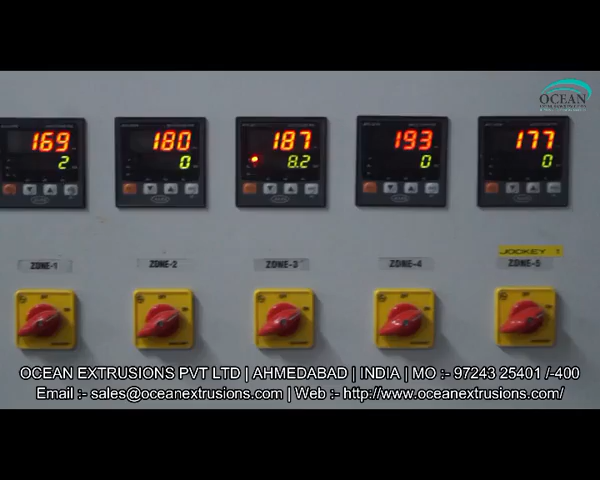 OCEAN
169 180 187 193 177
2 0 8.2 0 0
JOCKEY 1
ZONE-1 ZONE-2 ZONE-3 ZONE-4 ZONE-5
OCEAN EXTRUSIONS PVT LTD | AHMEDABAD | INDIA | MO :- 97243 25401 /-400
Email :- sales@oceanextrusions.com | Web :- http://www.oceanextrusions.com/